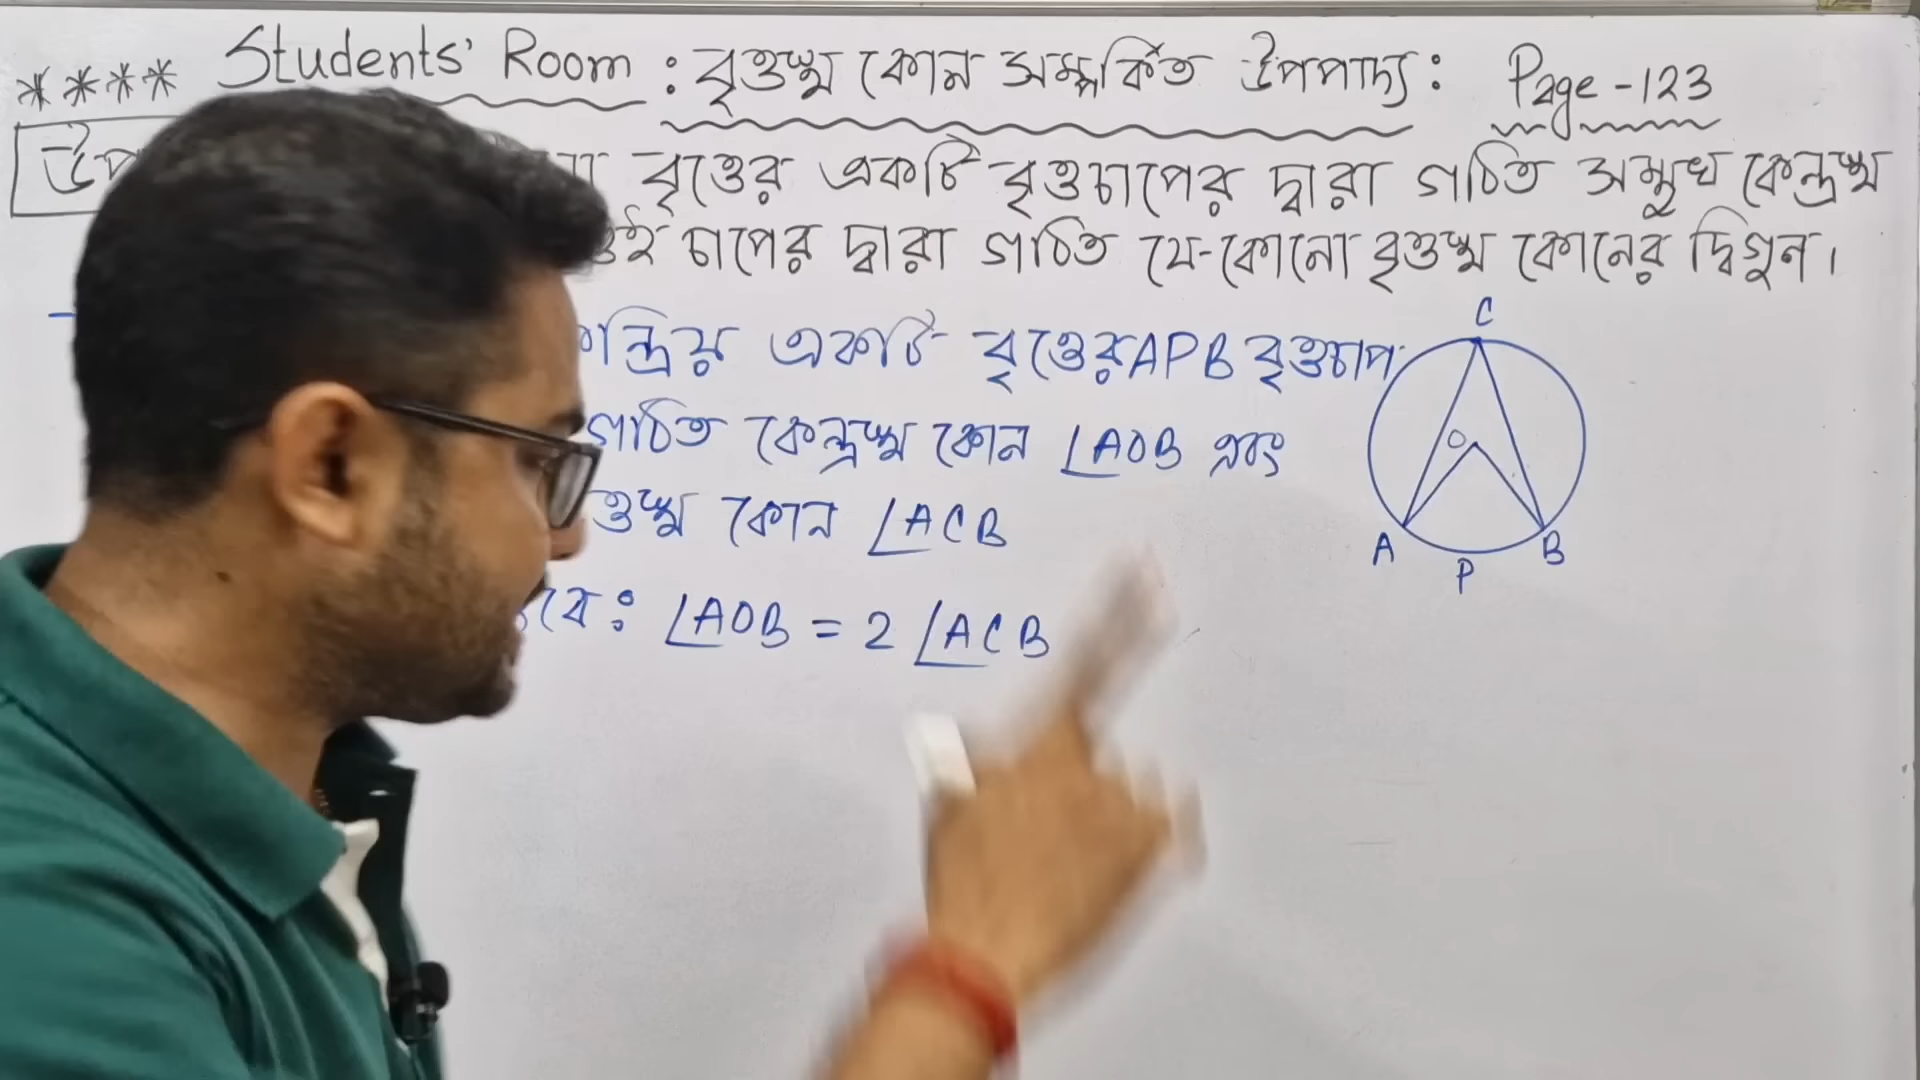 **** Students' Room : বৃত্তস্থ কোন সম্পর্কিত উপপাদ্য : Page -123
বৃত্তের একটি বৃত্তচাপের দ্বারা গঠিত সম্মুখ কেন্দ্রস্থ
চাপের দ্বারা গঠিত যে-কোনো বৃত্তস্থ কোনের দ্বিগুন।
একটি বৃত্তের APB বৃত্তচাপ
গঠিত কেন্দ্রস্থ কোন ∠AOB এবং
কোন ∠ACB
∠AOB = 2 ∠ACB
C
O
A
B
P